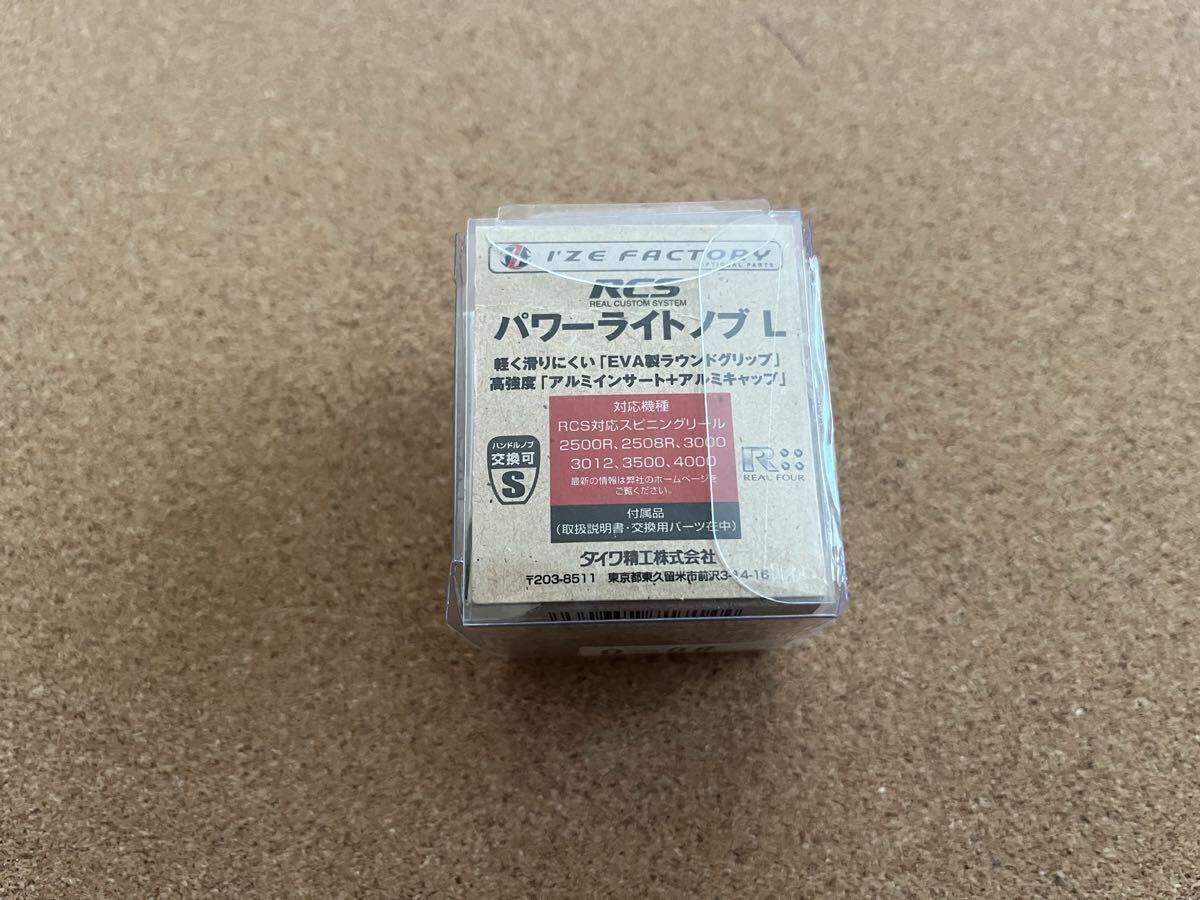 I'ZE FACTORY
OPTIONAL PARTS
RCS
REAL CUSTOM SYSTEM
パワーライトノブ L
軽く滑りにくい「EVA製ラウンドグリップ」
高強度「アルミインサート+アルミキャップ」
対応機種
RCS対応スピニングリール
2500R、2508R、3000
3012、3500、4000
最新の情報は弊社のホームページを
ご覧ください。
ハンドルノブ
交換可
S
R
REAL FOUR
付属品
(取扱説明書・交換用パーツ在中)
ダイワ精工株式会社
〒203-8511 東京都東久留米市前沢3-14-16